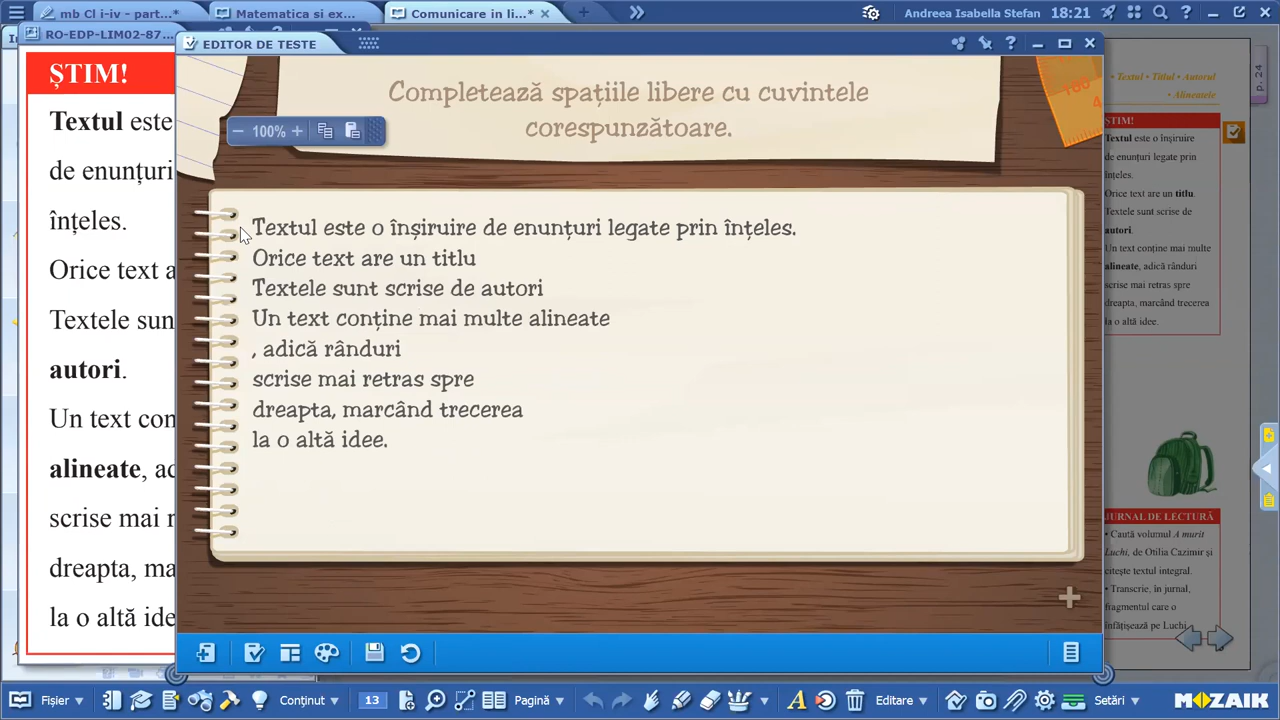 mb Cl i-iv - part...*
Matematica si ex...
Comunicare in li...*
Andreea Isabella Stefan
18:21
RO-EDP-LIM02-87...
EDITOR DE TESTE
ȘTIM!
Textul este
de enunțuri
înțeles.
Orice text a
Textele sun
autori.
Un text con
alineate, ad
scrise mai r
dreapta, ma
la o altă ide
Completează spațiile libere cu cuvintele
corespunzătoare.
100%
Textul este o înșiruire de enunțuri legate prin înțeles.
Orice text are un titlu
Textele sunt scrise de autori
Un text conține mai multe alineate
, adică rânduri
scrise mai retras spre
dreapta, marcând trecerea
la o altă idee.
• Textul • Titlul • Autorul
• Alineatele
p. 24
ȘTIM!
Textul este o înșiruire
de enunțuri legate prin
înțeles.
Orice text are un titlu.
Textele sunt scrise de
autori.
Un text conține mai multe
alineate, adică rânduri
scrise mai retras spre
dreapta, marcând trecerea
la o altă idee.
JURNAL DE LECTURĂ
• Caută volumul A murit
Luchi, de Otilia Cazimir și
citește textul integral.
• Transcrie, în jurnal,
fragmentul care o
înfățișează pe Luchi
Fișier
Conținut
13
Pagină
Editare
Setări
MOZAIK